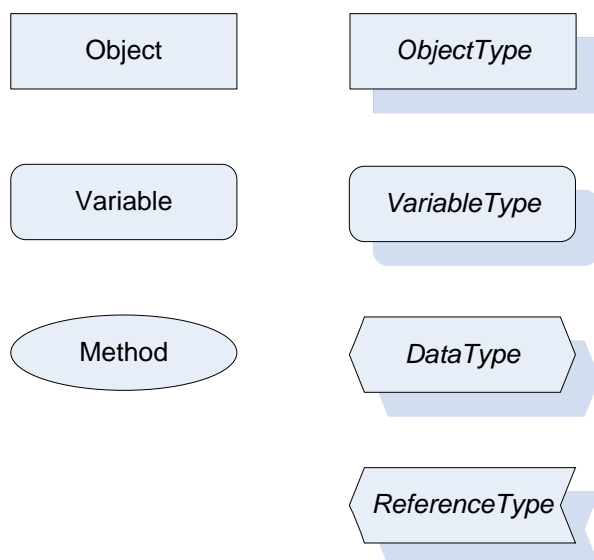 Object
ObjectType
Variable
VariableType
Method
DataType
ReferenceType